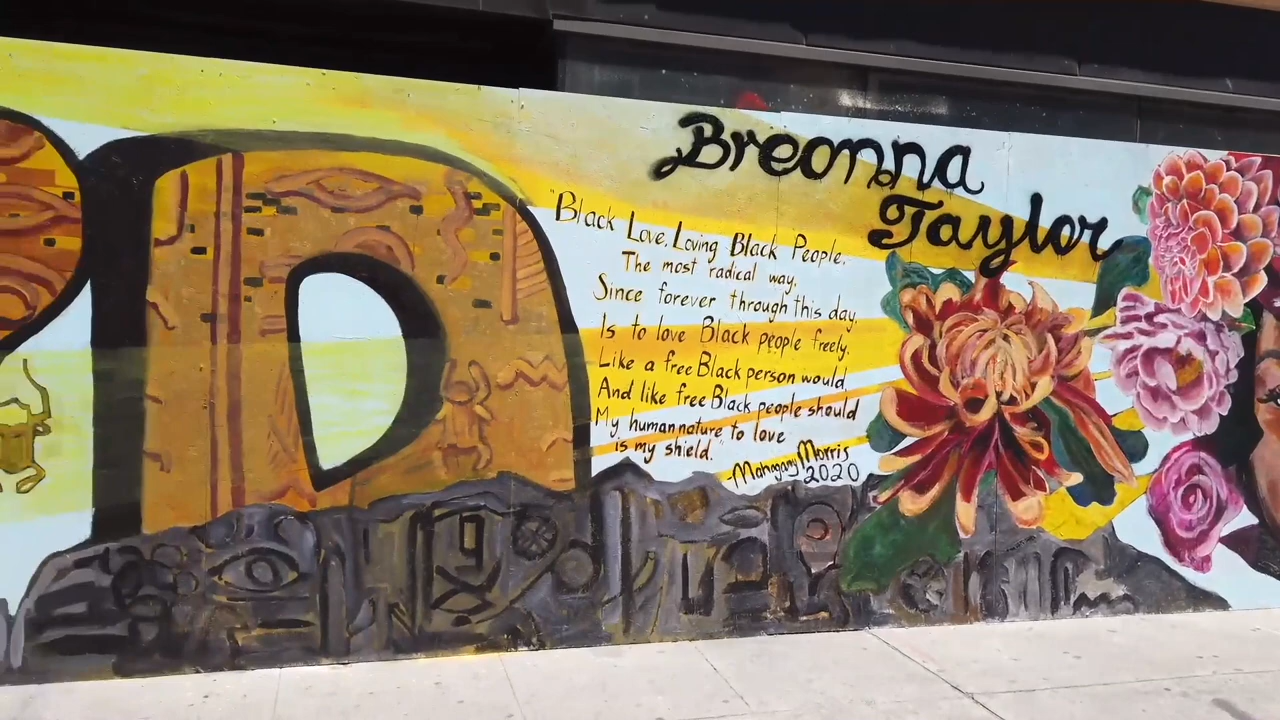 D
Breonna
Taylor
"Black Love. Loving Black People.
The most radical way.
Since forever through this day.
Is to love Black people freely.
Like a free Black person would
And like free Black people should
My human nature to love
is my shield.
-Mahogany Morris
2020